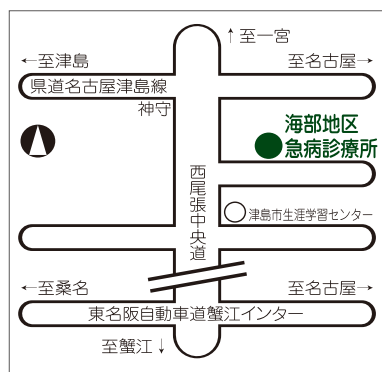 ↑至一宮
←至津島
至名古屋→
県道名古屋津島線
神守
海部地区
急病診療所
西尾張中央道
津島市生涯学習センター
←至桑名
至名古屋→
東名阪自動車道蟹江インター
至蟹江↓